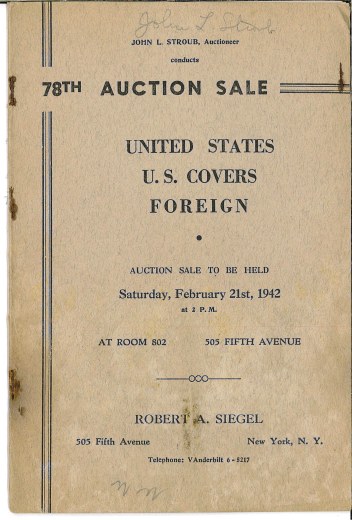 John L. Stroub
JOHN L. STROUB, Auctioneer
conducts
78TH AUCTION SALE
UNITED STATES
U. S. COVERS
FOREIGN
•
AUCTION SALE TO BE HELD
Saturday, February 21st, 1942
at 2 P. M.
AT ROOM 802 505 FIFTH AVENUE
ROBERT A. SIEGEL
505 Fifth Avenue New York, N. Y.
Telephone: VAnderbilt 6 - 5217